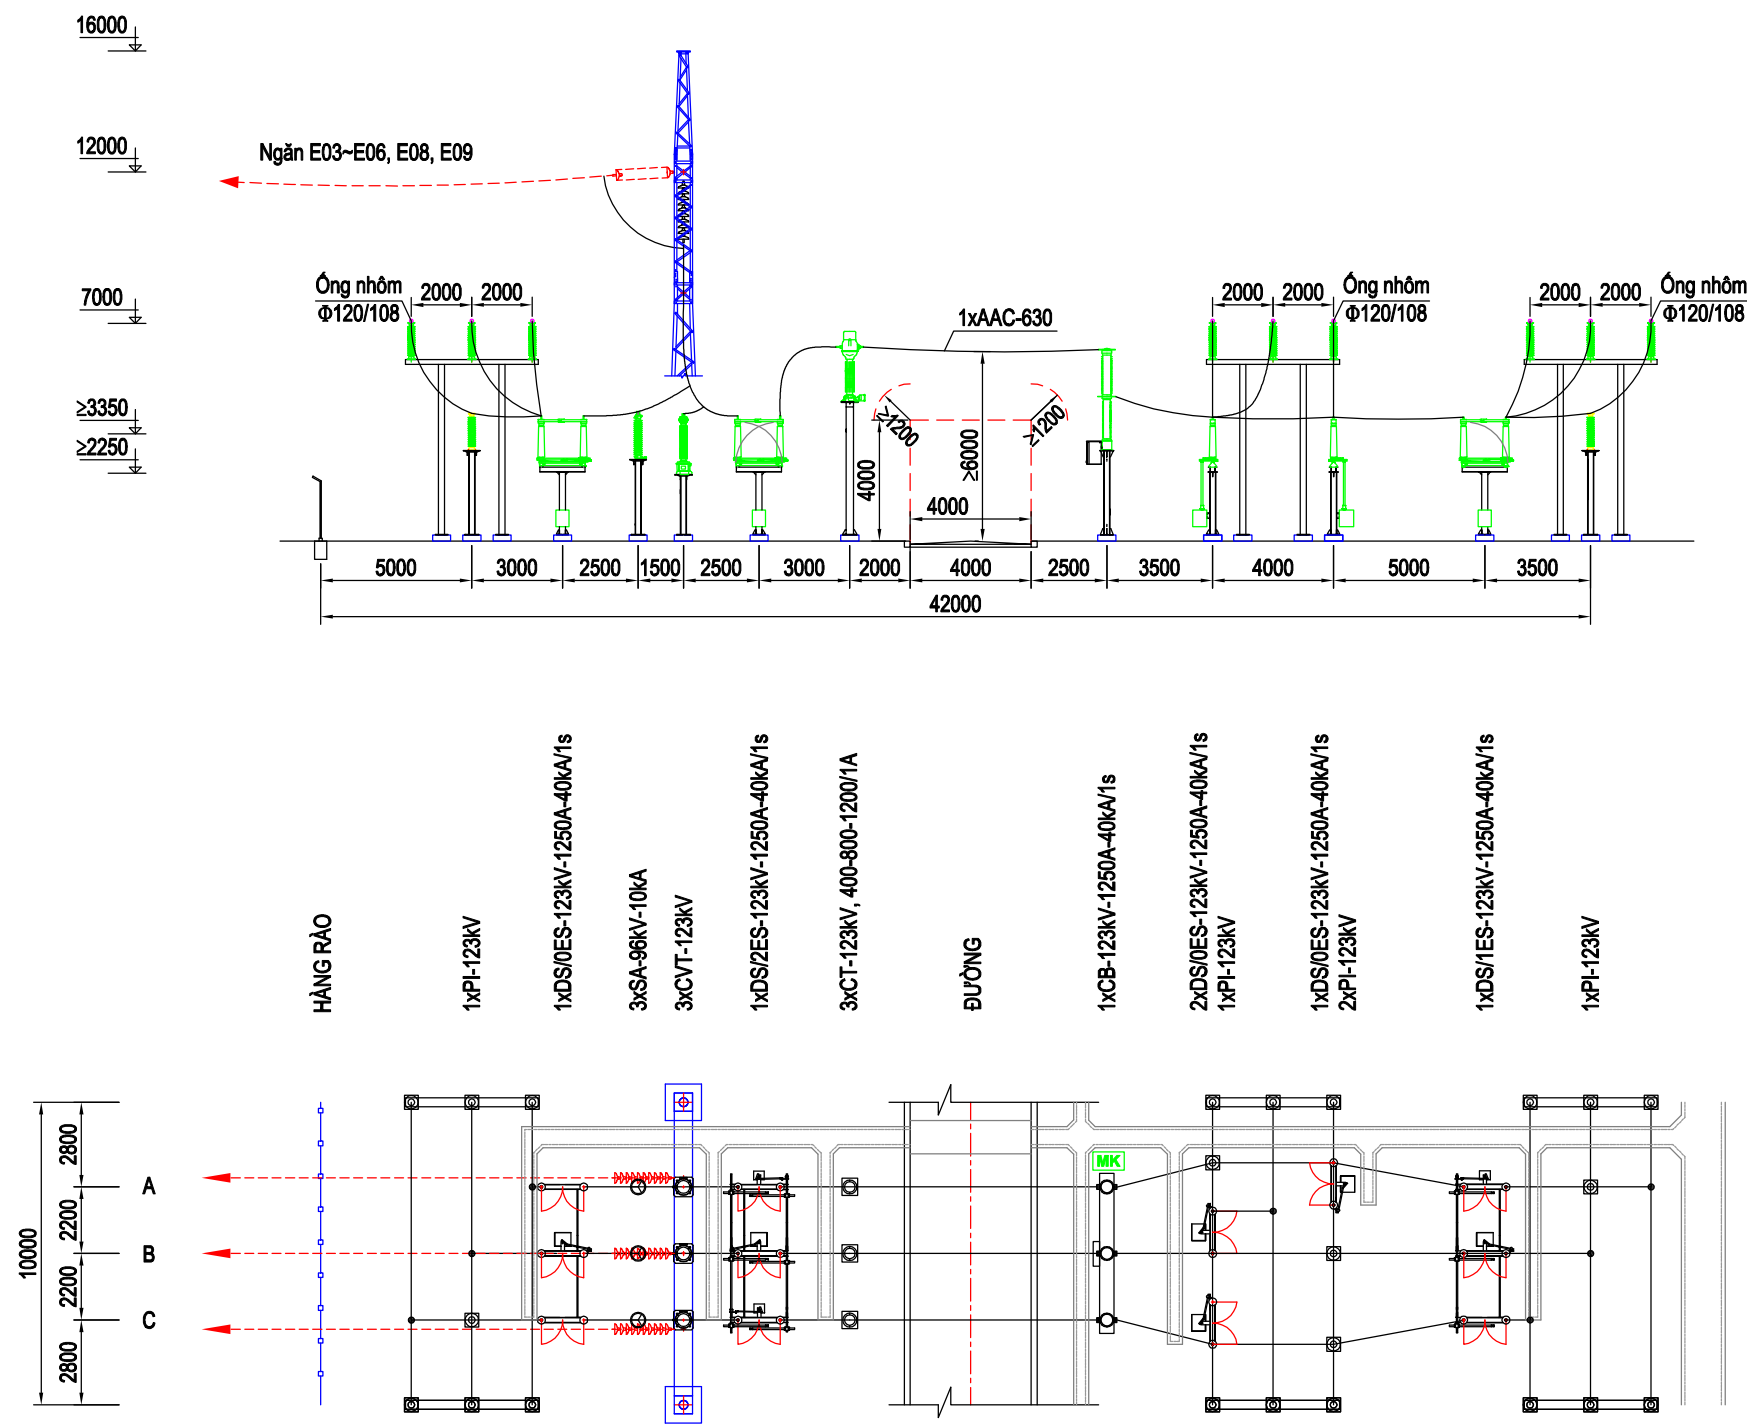 16000
12000
Ngăn E03~E06, E08, E09
7000
≥3350
≥2250
Ống nhôm
Φ120/108
2000
2000
1xAAC-630
2000
2000
Ống nhôm
Φ120/108
2000
2000
Ống nhôm
Φ120/108
≥1200
≥1200
4000
≥6000
4000
5000
3000
2500
1500
2500
3000
2000
4000
2500
3500
4000
5000
3500
42000
HÀNG RÀO
1xPI-123kV
1xDS/0ES-123kV-1250A-40kA/1s
3xSA-96kV-10kA
3xCVT-123kV
1xDS/2ES-123kV-1250A-40kA/1s
3xCT-123kV, 400-800-1200/1A
ĐƯỜNG
1xCB-123kV-1250A-40kA/1s
2xDS/0ES-123kV-1250A-40kA/1s
1xPI-123kV
1xDS/0ES-123kV-1250A-40kA/1s
2xPI-123kV
1xDS/1ES-123kV-1250A-40kA/1s
1xPI-123kV
10000
2800
2200
2200
2800
A
B
C
MK